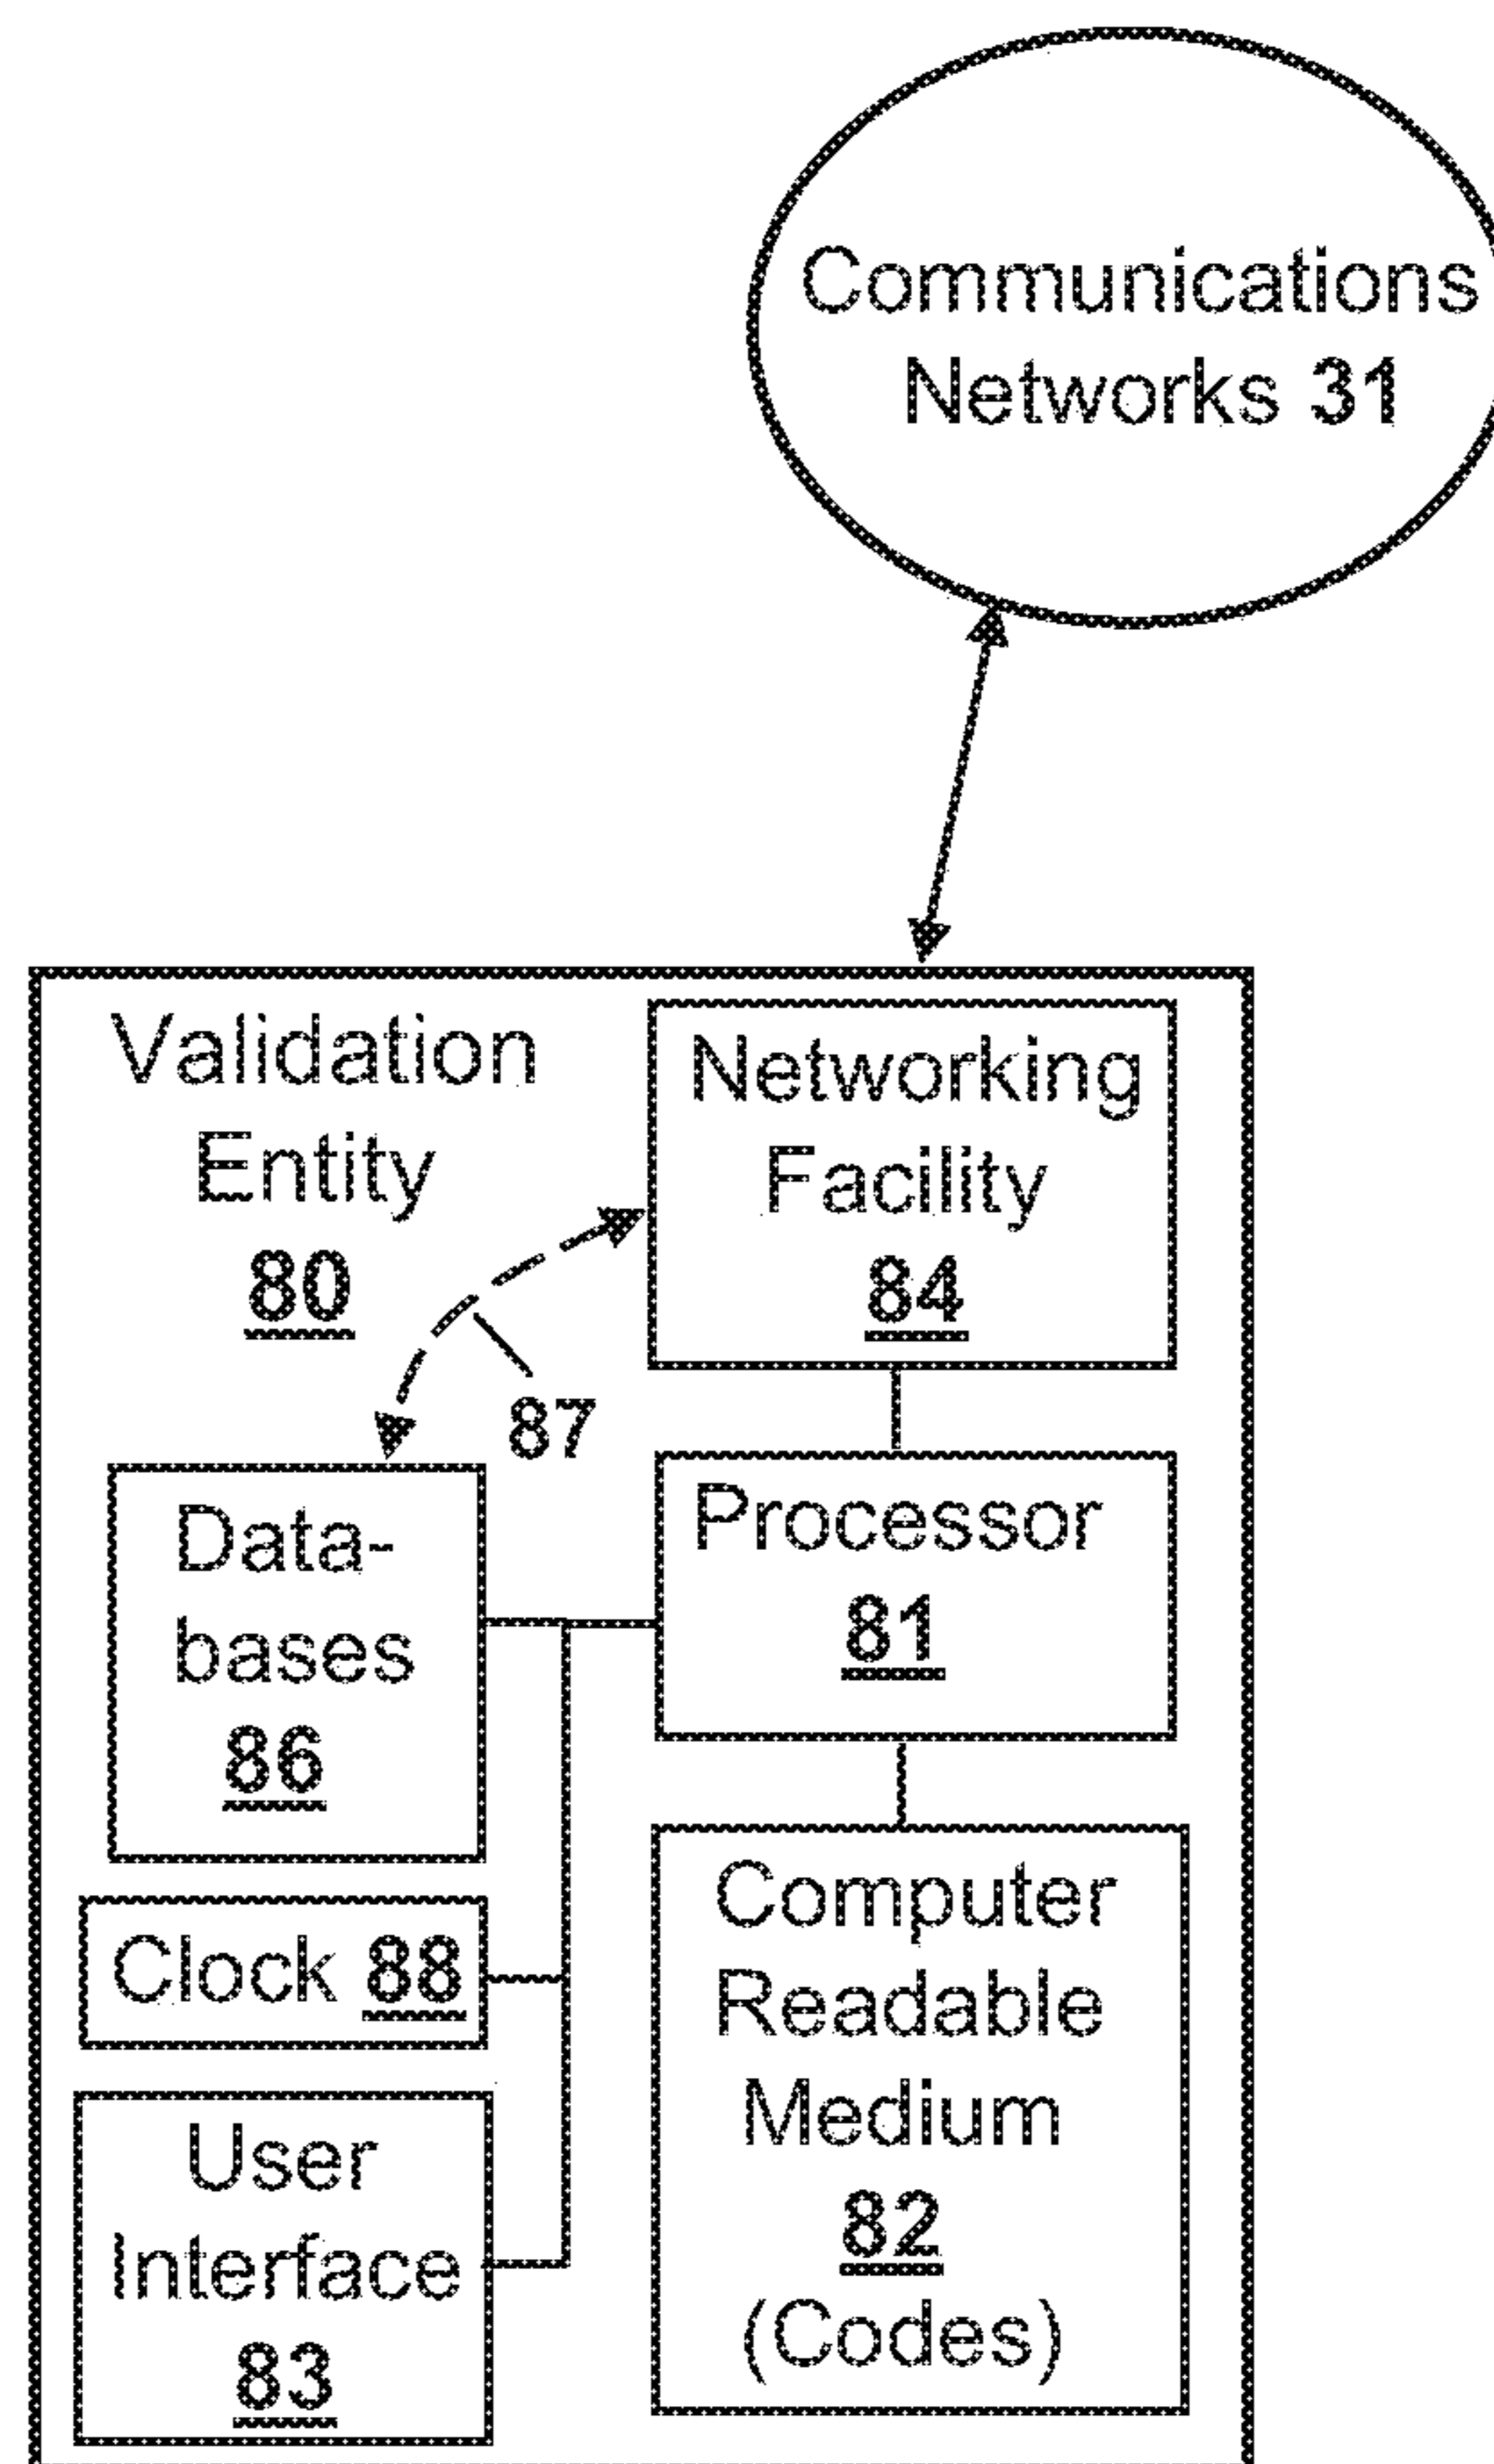 Communications
Networks 31
Validation
Entity
80
Networking
Facility
84
87
Data-
bases
86
Processor
81
Clock 88
User
Interface
83
Computer
Readable
Medium
82
(Codes)